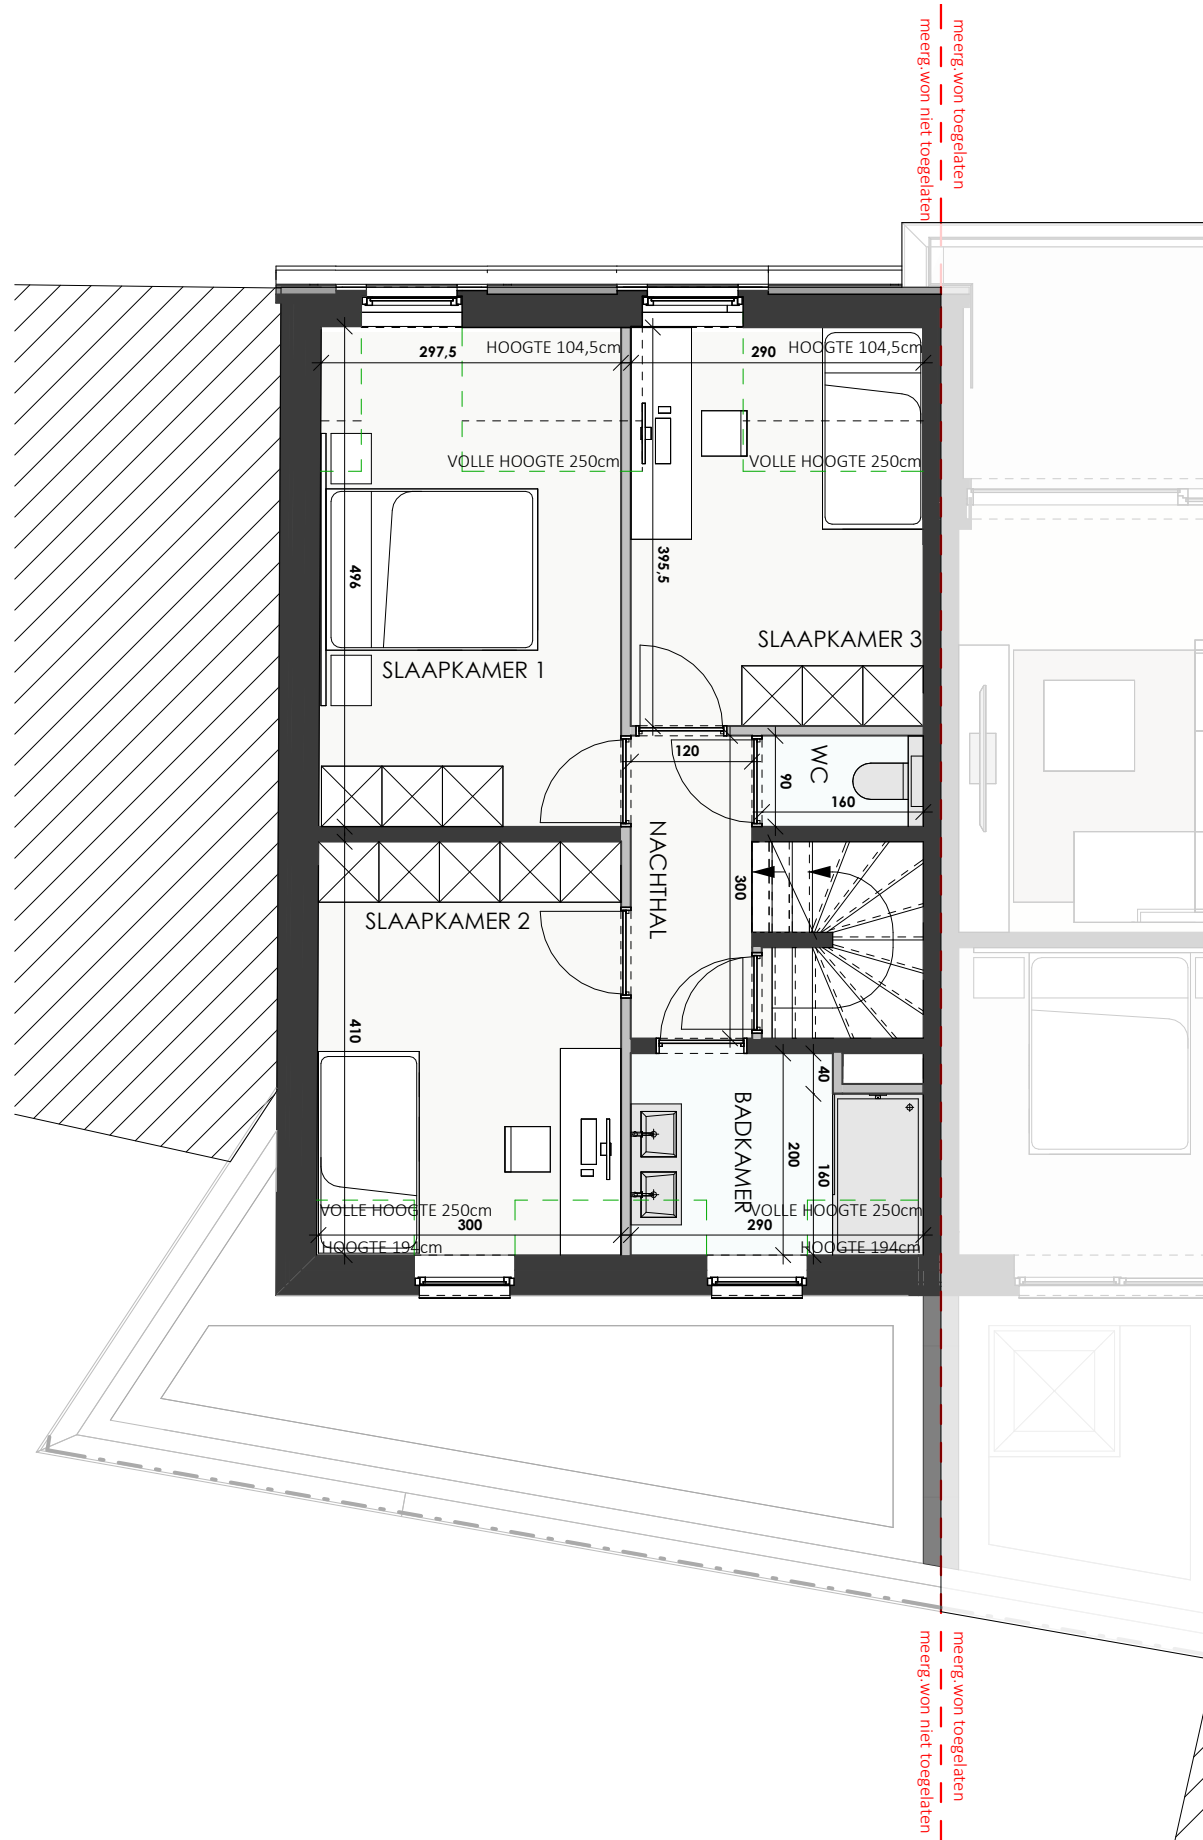 meerg.won toegelaten
meerg.won niet toegelaten
297,5
HOOGTE 104,5cm
290
HOOGTE 104,5cm
VOLLE HOOGTE 250cm
VOLLE HOOGTE 250cm
496
395,5
SLAAPKAMER 3
SLAAPKAMER 1
120
WC
90
160
NACHTHAL
300
SLAAPKAMER 2
410
40
BADKAMER
200
160
VOLLE HOOGTE 250cm
VOLLE HOOGTE 250cm
300
290
HOOGTE 194cm
HOOGTE 194cm
meerg.won toegelaten
meerg.won niet toegelaten